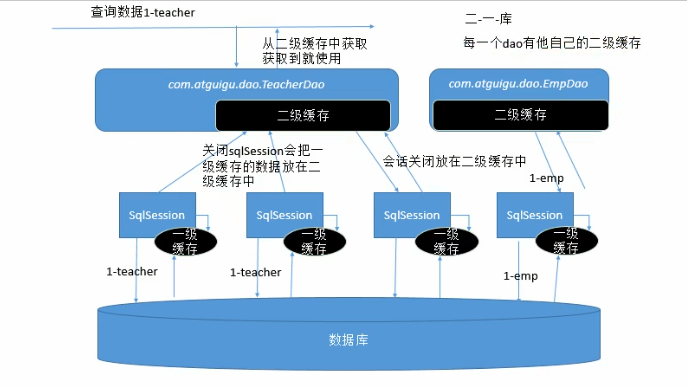 查询数据1-teacher
二-一-库
从二级缓存中获取
获取到就使用
每一个dao有他自己的二级缓存
com.atguigu.dao.TeacherDao
com.atguigu.dao.EmpDao
二级缓存
二级缓存
关闭sqlSession会把一
级缓存的数据放在二
级缓存中
会话关闭放在二级缓存中
1-emp
SqlSession
SqlSession
SqlSession
SqlSession
一级
缓存
一级
缓存
一级
缓存
一级
缓存
1-teacher
1-teacher
1-emp
数据库